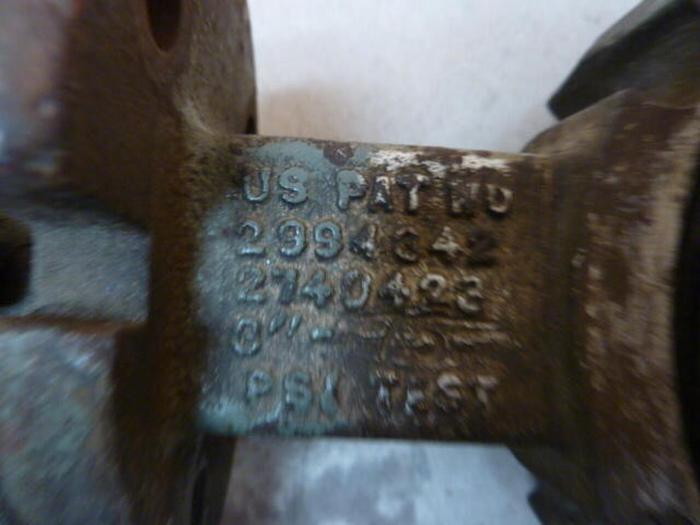 US PAT NO
2994342
2740423
PSI TEST